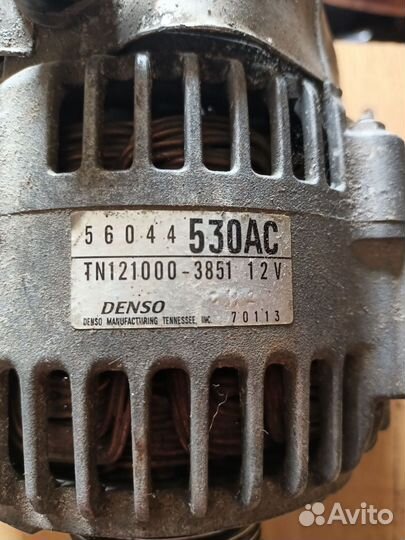 56044 530AC
TN121000-3851 12V
DENSO
DENSO MANUFACTURING TENNESSEE, INC. 70113
Avito